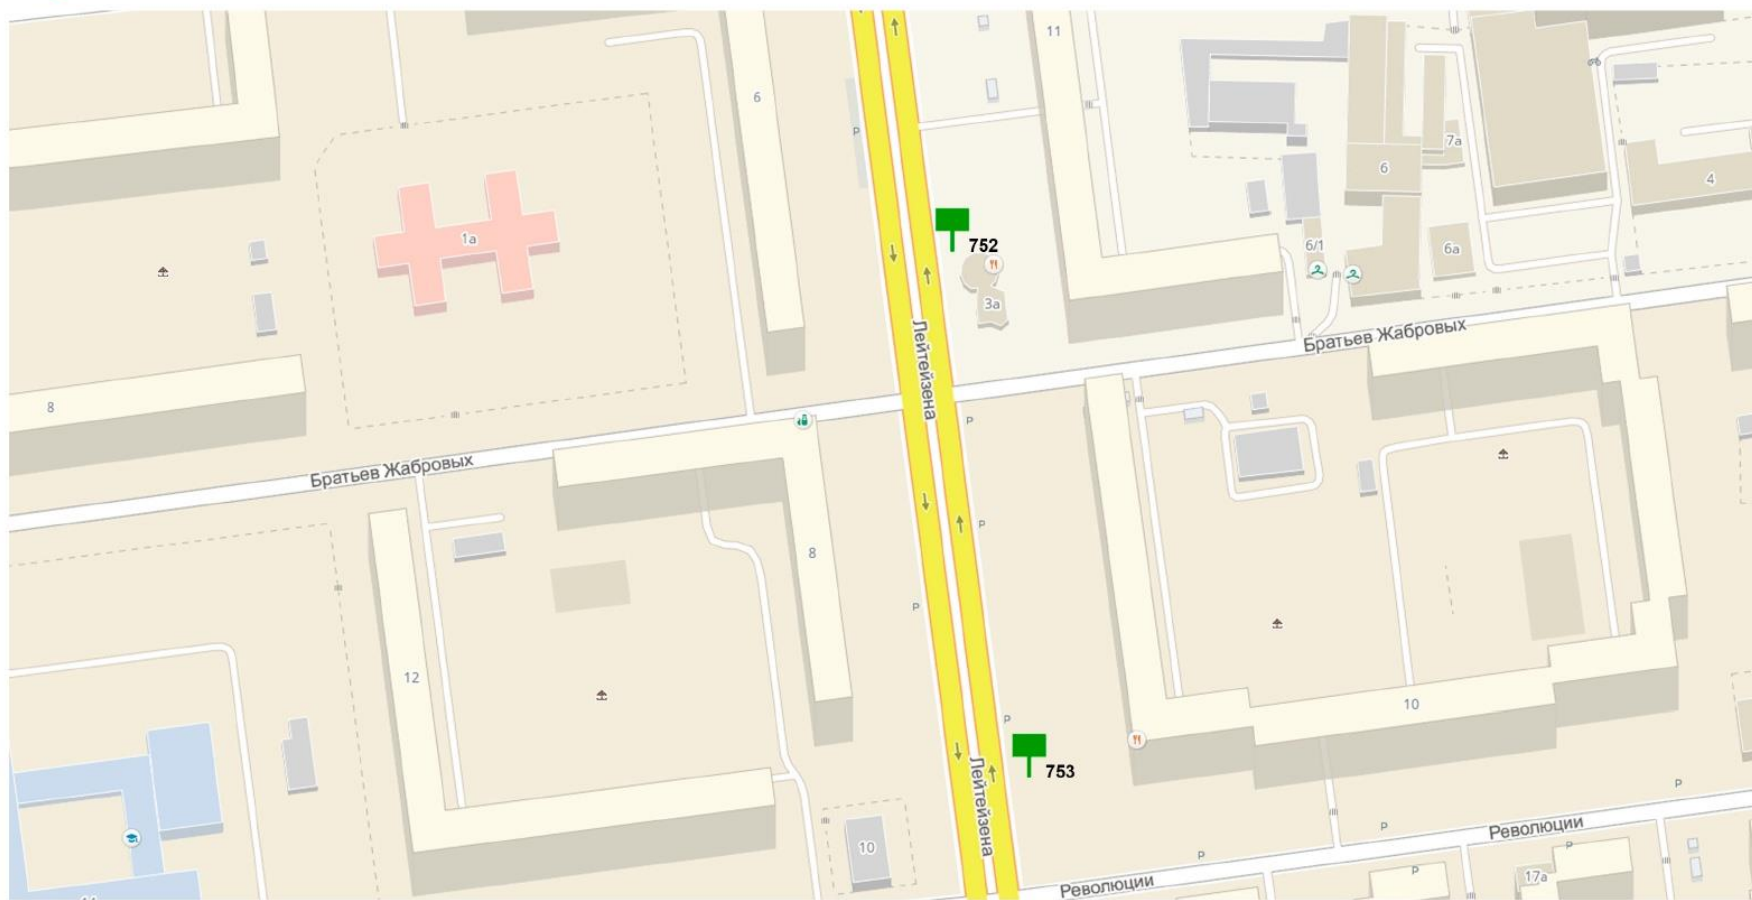 11
6
P
7а
6
4
752
1а
6/1
6а
3а
Лейтейзена
Братьев Жабровых
8
P
Братьев Жабровых
P
8
P
12
10
P
753
P
Лейтейзена
P
Революции
10
P
P
P
17а
Революции